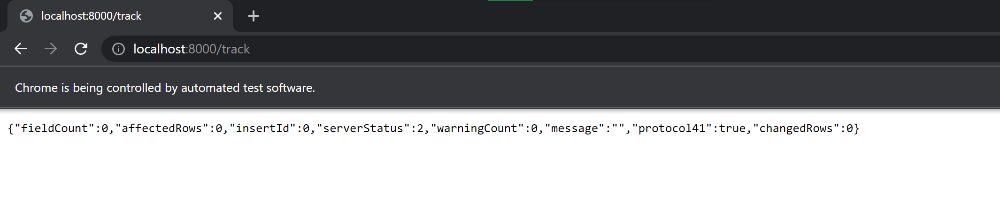 localhost:8000/track
localhost:8000/track
Chrome is being controlled by automated test software.
{"fieldCount":0,"affectedRows":0,"insertId":0,"serverStatus":2,"warningCount":0,"message":"","protocol41":true,"changedRows":0}